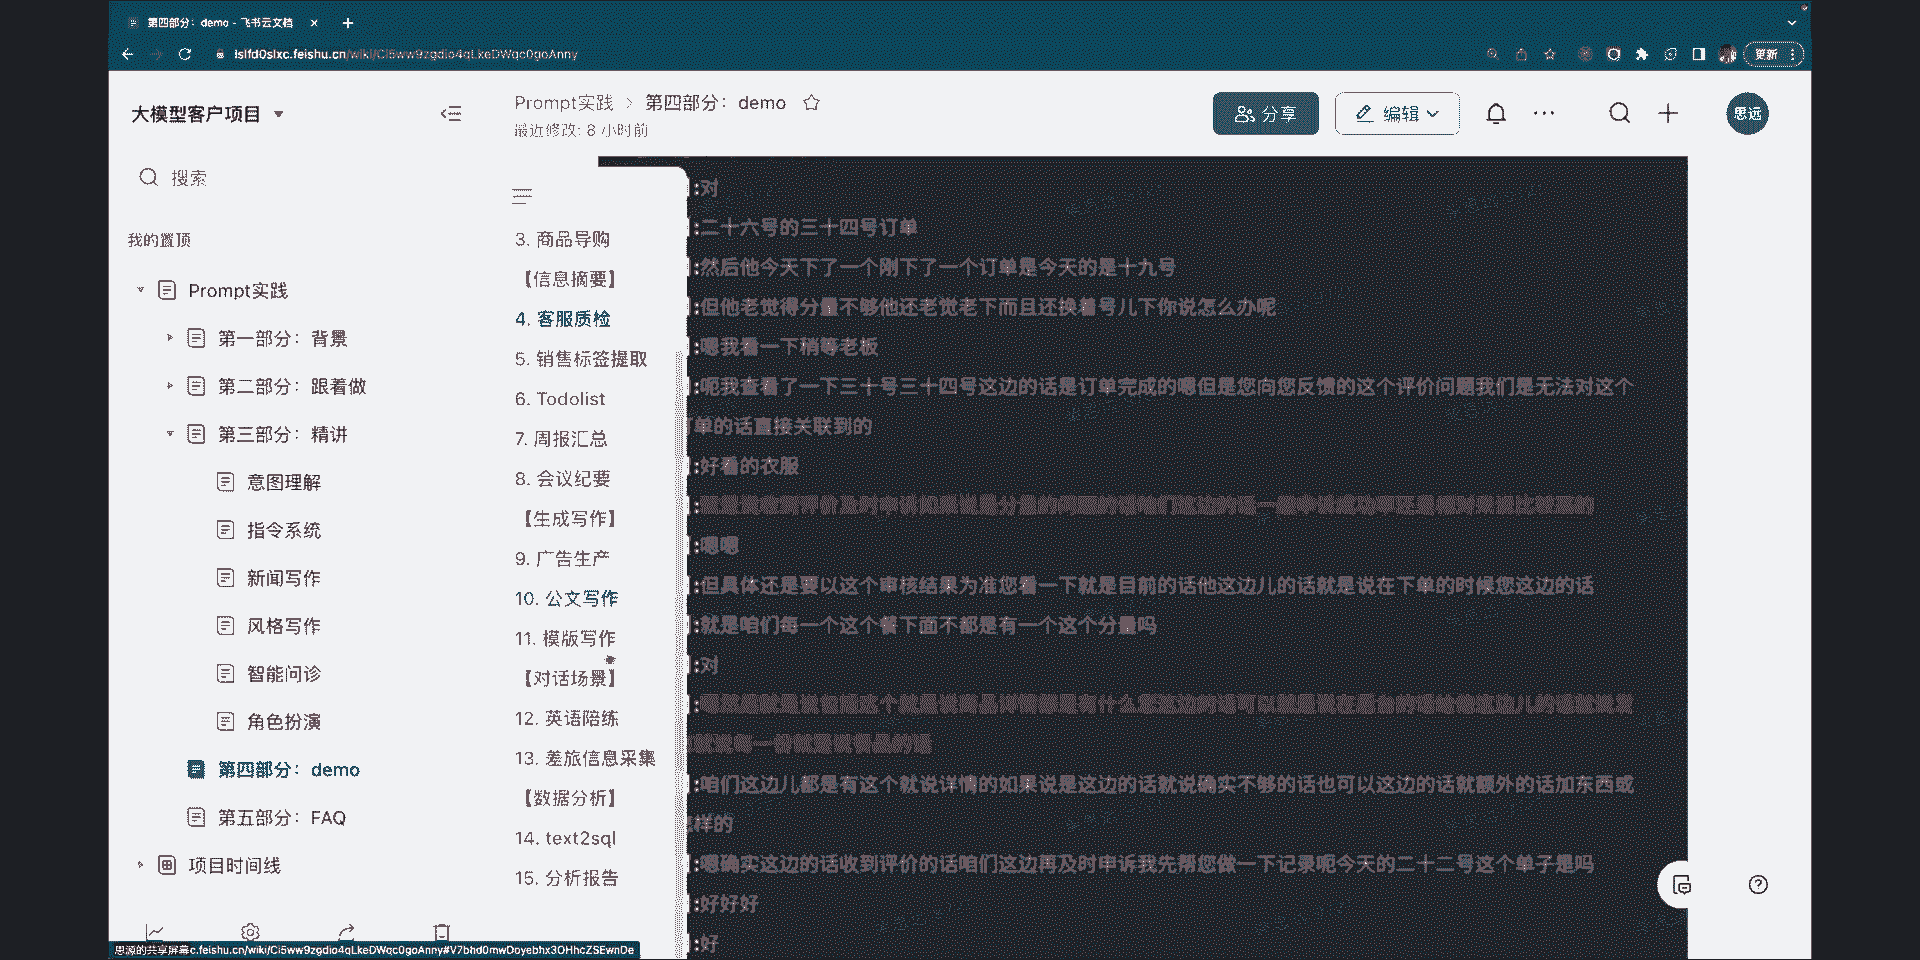 第四部分：demo - 飞书云文档
lslfd0slxc.feishu.cn/wiki/Ci5ww9zgdio4qLkeDWqc0goAnny
更新
大模型客户项目
搜索
我的置顶
Prompt实践
第一部分：背景
第二部分：跟着做
第三部分：精讲
意图理解
指令系统
新闻写作
风格写作
智能问诊
角色扮演
第四部分：demo
第五部分：FAQ
项目时间线
思源的共享屏幕c.feishu.cn/wiki/Ci5ww9zgdio4qLkeDWqc0goAnny#V7bhd0mwDoyebhx3OHhcZSEwnDe
Prompt实践 > 第四部分：demo
最近修改: 8 小时前
分享
编辑
思远
3. 商品导购
【信息摘要】
4. 客服质检
5. 销售标签提取
6. Todolist
7. 周报汇总
8. 会议纪要
【生成写作】
9. 广告生产
10. 公文写作
11. 模版写作
【对话场景】
12. 英语陪练
13. 差旅信息采集
【数据分析】
14. text2sql
15. 分析报告
:对
:二十六号的三十四号订单
:然后他今天下了一个刚下了一个订单是今天的是十九号
:但他老觉得分量不够他还老觉老下而且还换着号儿下你说怎么办呢
:嗯我看一下稍等老板
:呃我查看了一下三十号三十四号这边的话是订单完成的嗯但是您向您反馈的这个评价问题我们是无法对这个
单的话直接关联到的
:好看的衣服
:嗯嗯
:但具体还是要以这个审核结果为准您看一下就是目前的话他这边儿的话就是说在下单的时候您这边的话
:就是咱们每一个这个餐下面不都是有一个这个分量吗
:对
:咱们这边儿都是有这个就说详情的如果说是这边的话就说确实不够的话也可以这边的话就额外的话加东西或
样的
:嗯确实这边的话收到评价的话咱们这边再及时申诉我先帮您做一下记录呃今天的二十二号这个单子是吗
:好好好
:好